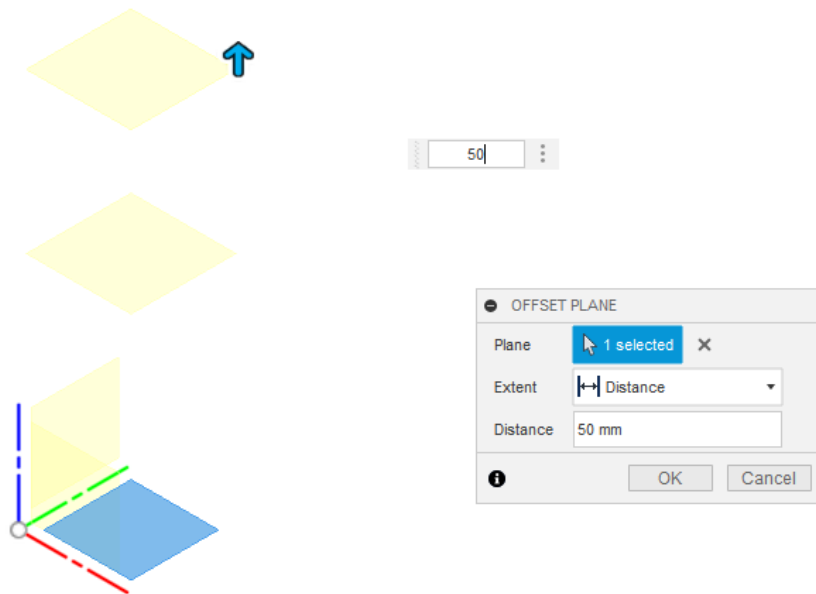 50
OFFSET PLANE
Plane 1 selected
Extent Distance
Distance 50 mm
OK Cancel